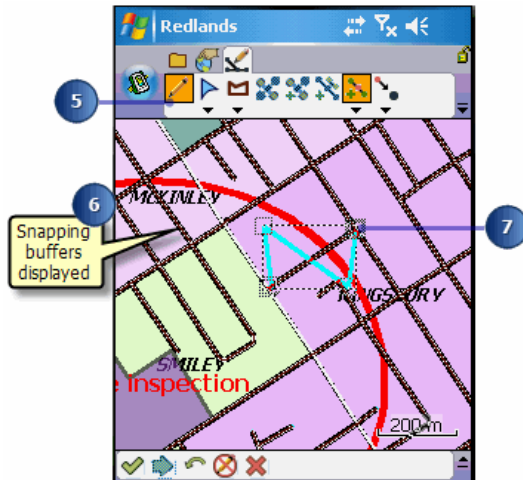 Redlands
5
6
Snapping
buffers
displayed
7
MCKINLEY
KINGSBURY
SMILEY
e Inspection
200 m